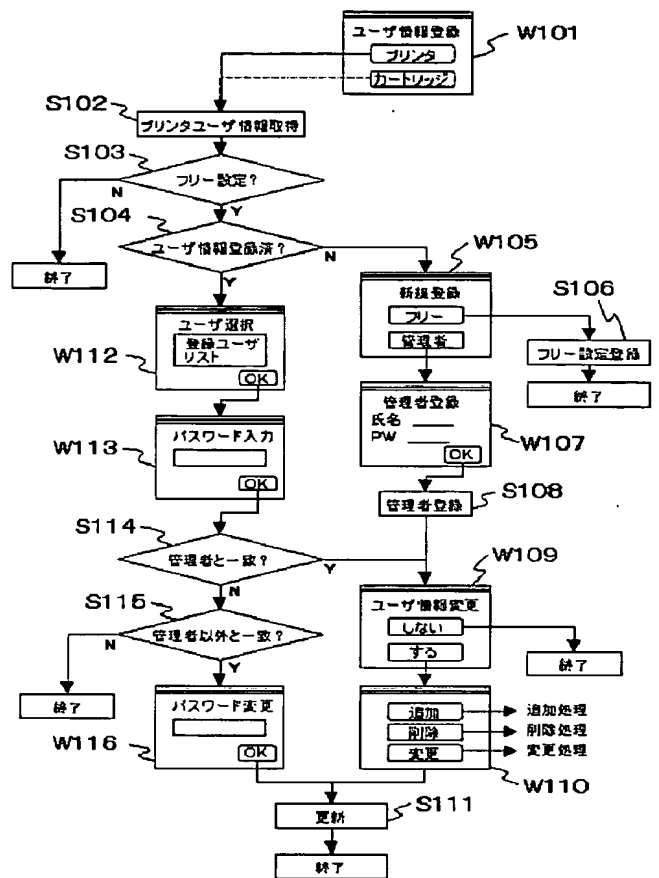 ユーザ情報登録
W101
プリンタ
カートリッジ
S102
プリンタユーザ情報取得
S103
フリー設定?
N
Y
S104
終了
ユーザ情報登録済?
N
Y
W105
新規登録
フリー
管理者
S106
フリー設定登録
終了
ユーザ選択
登録ユーザ
リスト
OK
W112
管理者登録
氏名
PW
OK
W107
パスワード入力
OK
W113
S108
管理者登録
S114
管理者と一致?
Y
N
W109
ユーザ情報変更
しない
する
終了
S115
管理者以外と一致?
N
Y
終了
パスワード変更
OK
W116
追加
追加処理
削除
削除処理
変更
変更処理
W110
S111
更新
終了